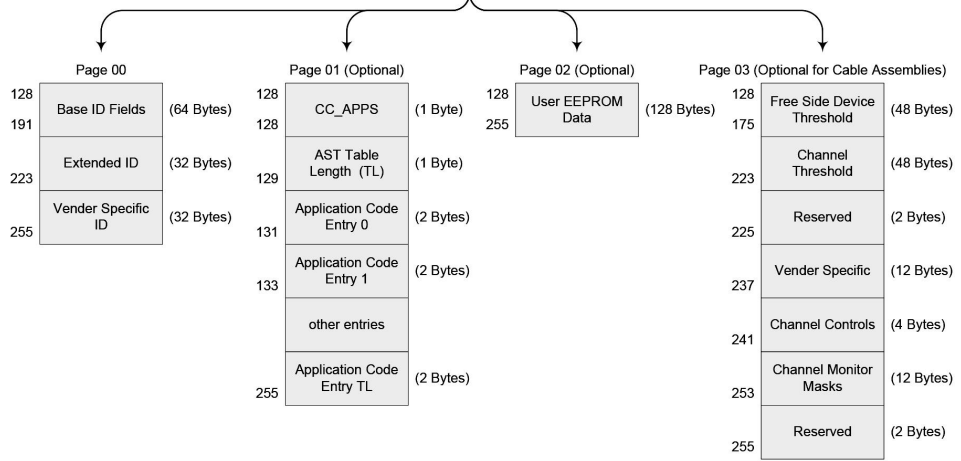 Page 00
128
Base ID Fields
(64 Bytes)
191
Extended ID
(32 Bytes)
223
Vender Specific
ID
(32 Bytes)
255
Page 01 (Optional)
128
CC_APPS
(1 Byte)
128
AST Table
Length (TL)
(1 Byte)
129
Application Code
Entry 0
(2 Bytes)
131
Application Code
Entry 1
(2 Bytes)
133
other entries
Application Code
Entry TL
(2 Bytes)
255
Page 02 (Optional)
128
User EEPROM
Data
(128 Bytes)
255
Page 03 (Optional for Cable Assemblies)
128
Free Side Device
Threshold
(48 Bytes)
175
Channel
Threshold
(48 Bytes)
223
Reserved
(2 Bytes)
225
Vender Specific
(12 Bytes)
237
Channel Controls
(4 Bytes)
241
Channel Monitor
Masks
(12 Bytes)
253
Reserved
(2 Bytes)
255